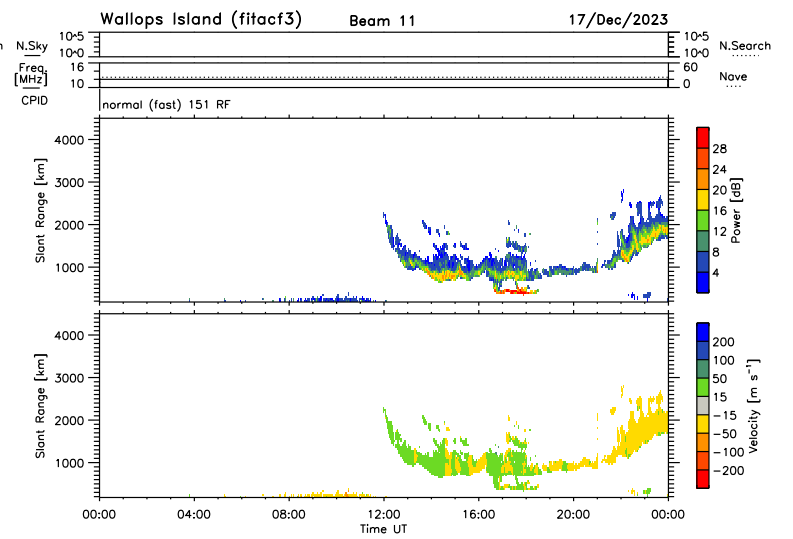 Wallops Island (fitacf3)
Beam 11
17/Dec/2023
n N.Sky
10^5
10^0
10^5
10^0
N.Search
Freq.
[MHz]
16
10
60
0
Nave
CPID
normal (fast) 151 RF
Slant Range [km]
4000
3000
2000
1000
28
24
20
16
12
8
4
Power [dB]
Slant Range [km]
4000
3000
2000
1000
200
100
50
15
-15
-50
-100
-200
Velocity [m s⁻¹]
00:00 04:00 08:00 12:00 16:00 20:00 00:00
Time UT